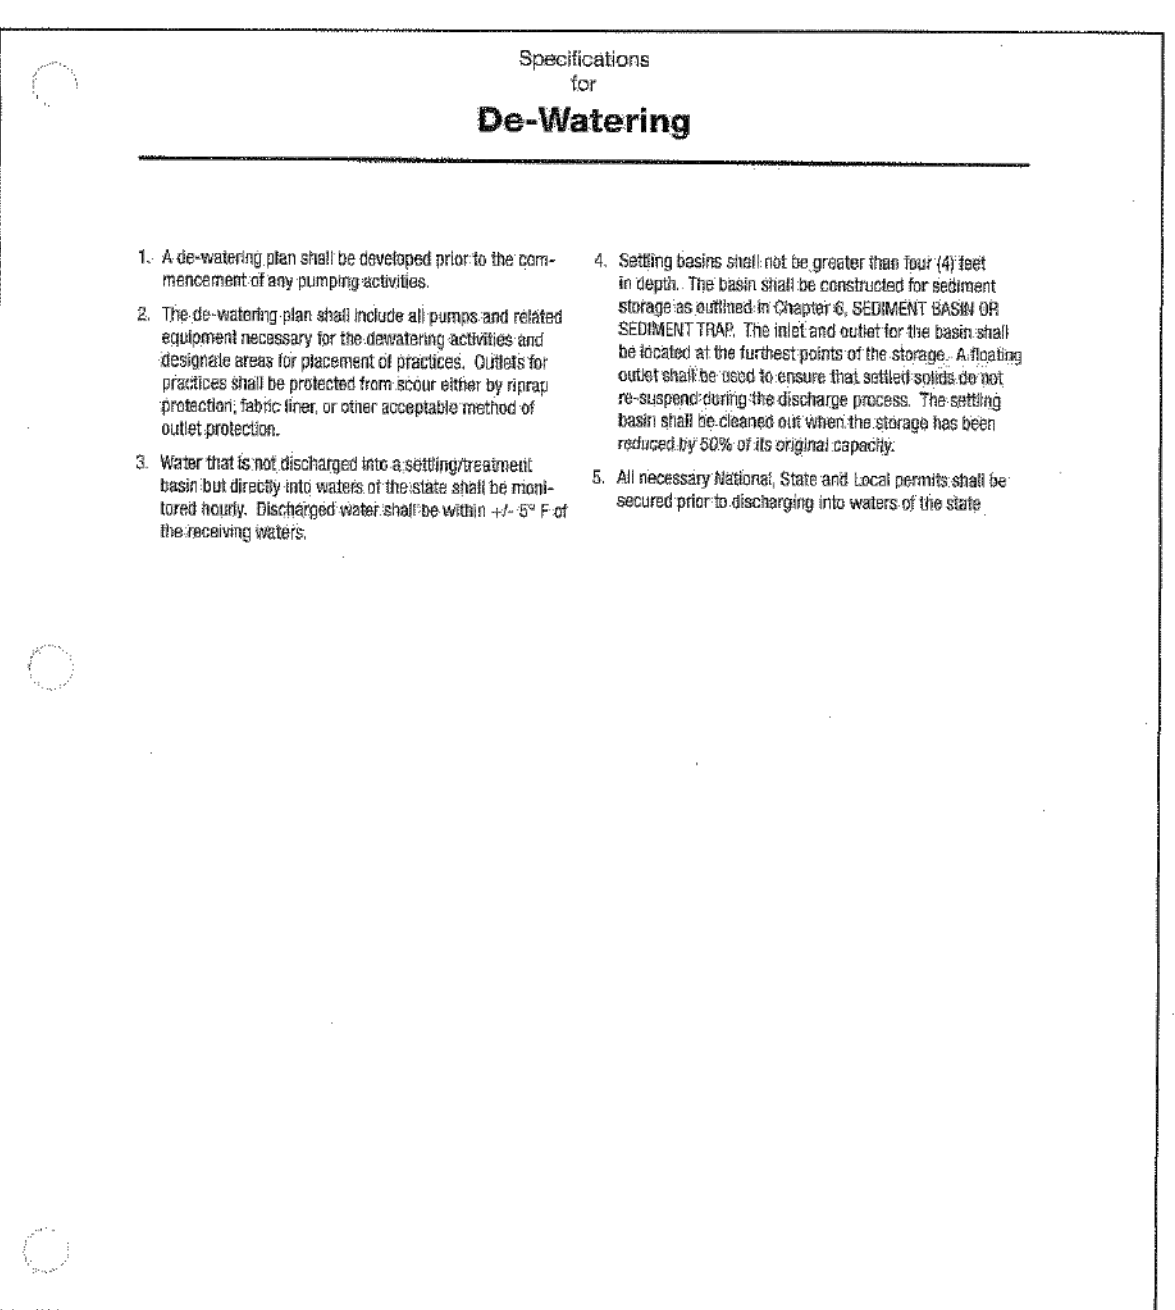 Specifications
for
De-Watering
1. A de-watering plan shall be developed prior to the com-
mencement of any pumping activities.
2. The de-watering plan shall include all pumps and related
equipment necessary for the dewatering activities and
designate areas for placement of practices. Outlets for
practices shall be protected from scour either by riprap
protection, fabric liner, or other acceptable method of
outlet protection.
3. Water that is not discharged into a settling/treatment
basin but directly into waters of the state shall be moni-
tored hourly. Discharged water shall be within +/- 5° F of
the receiving waters.
4. Settling basins shall not be greater than four (4) feet
in depth. The basin shall be constructed for sediment
storage as outlined in Chapter 6, SEDIMENT BASIN OR
SEDIMENT TRAP. The inlet and outlet for the basin shall
be located at the furthest points of the storage. A floating
outlet shall be used to ensure that settled solids do not
re-suspend during the discharge process. The settling
basin shall be cleaned out when the storage has been
reduced by 50% of its original capacity.
5. All necessary National, State and Local permits shall be
secured prior to discharging into waters of the state